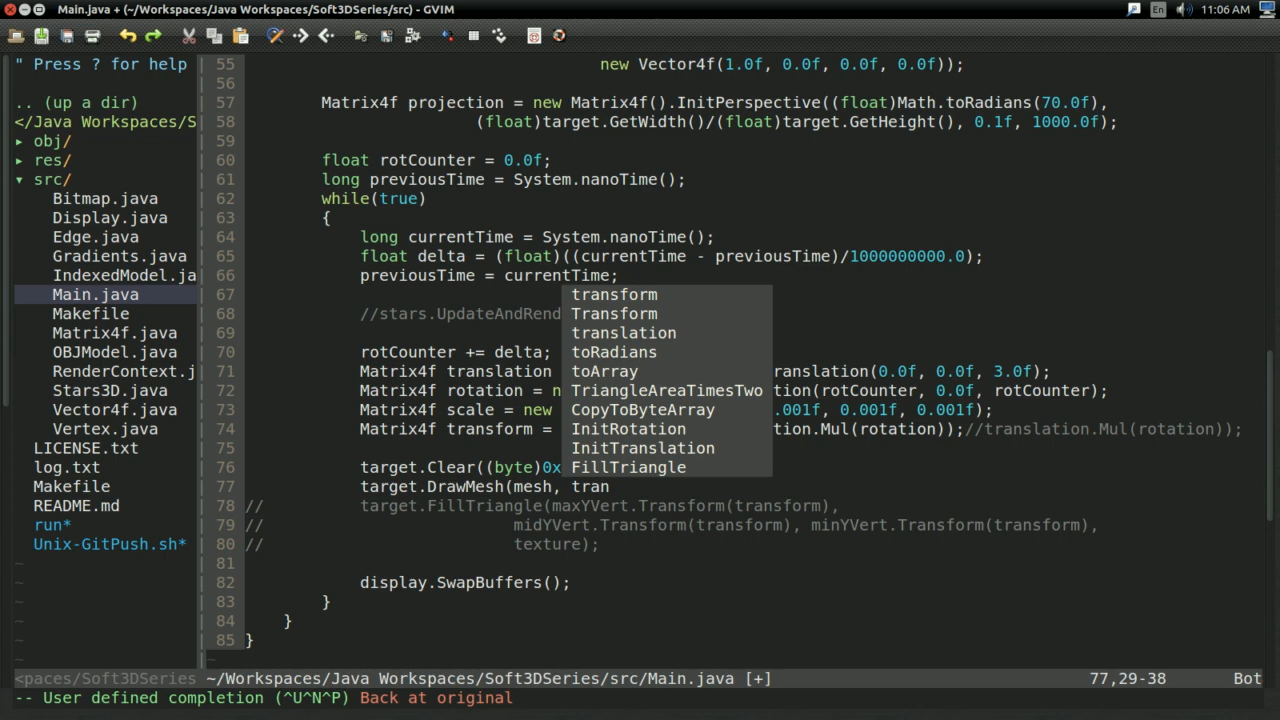 Main.java + (~/Workspaces/Java Workspaces/Soft3DSeries/src) - GVIM
En
11:06 AM
" Press ? for help
.. (up a dir)
</Java Workspaces/S
▸ obj/
▸ res/
▾ src/
Bitmap.java
Display.java
Edge.java
Gradients.java
IndexedModel.ja
Main.java
Makefile
Matrix4f.java
OBJModel.java
RenderContext.j
Stars3D.java
Vector4f.java
Vertex.java
LICENSE.txt
log.txt
Makefile
README.md
run*
Unix-GitPush.sh*
55 new Vector4f(1.0f, 0.0f, 0.0f, 0.0f));
56
57 Matrix4f projection = new Matrix4f().InitPerspective((float)Math.toRadians(70.0f),
58 (float)target.GetWidth()/(float)target.GetHeight(), 0.1f, 1000.0f);
59
60 float rotCounter = 0.0f;
61 long previousTime = System.nanoTime();
62 while(true)
63 {
64 long currentTime = System.nanoTime();
65 float delta = (float)((currentTime - previousTime)/1000000000.0);
66 previousTime = currentTime;
67
68 //stars.UpdateAndRend
69
70 rotCounter += delta;
71 Matrix4f translation ranslation(0.0f, 0.0f, 3.0f);
72 Matrix4f rotation = n tion(rotCounter, 0.0f, rotCounter);
73 Matrix4f scale = new .001f, 0.001f, 0.001f);
74 Matrix4f transform = tion.Mul(rotation));//translation.Mul(rotation));
75
76 target.Clear((byte)0x
77 target.DrawMesh(mesh, tran
78 // target.FillTriangle(maxYVert.Transform(transform),
79 // midYVert.Transform(transform), minYVert.Transform(transform),
80 // texture);
81
82 display.SwapBuffers();
83 }
84 }
85 }
transform
Transform
translation
toRadians
toArray
TriangleAreaTimesTwo
CopyToByteArray
InitRotation
InitTranslation
FillTriangle
<paces/Soft3DSeries ~/Workspaces/Java Workspaces/Soft3DSeries/src/Main.java [+] 77,29-38 Bot
-- User defined completion (^U^N^P) Back at original